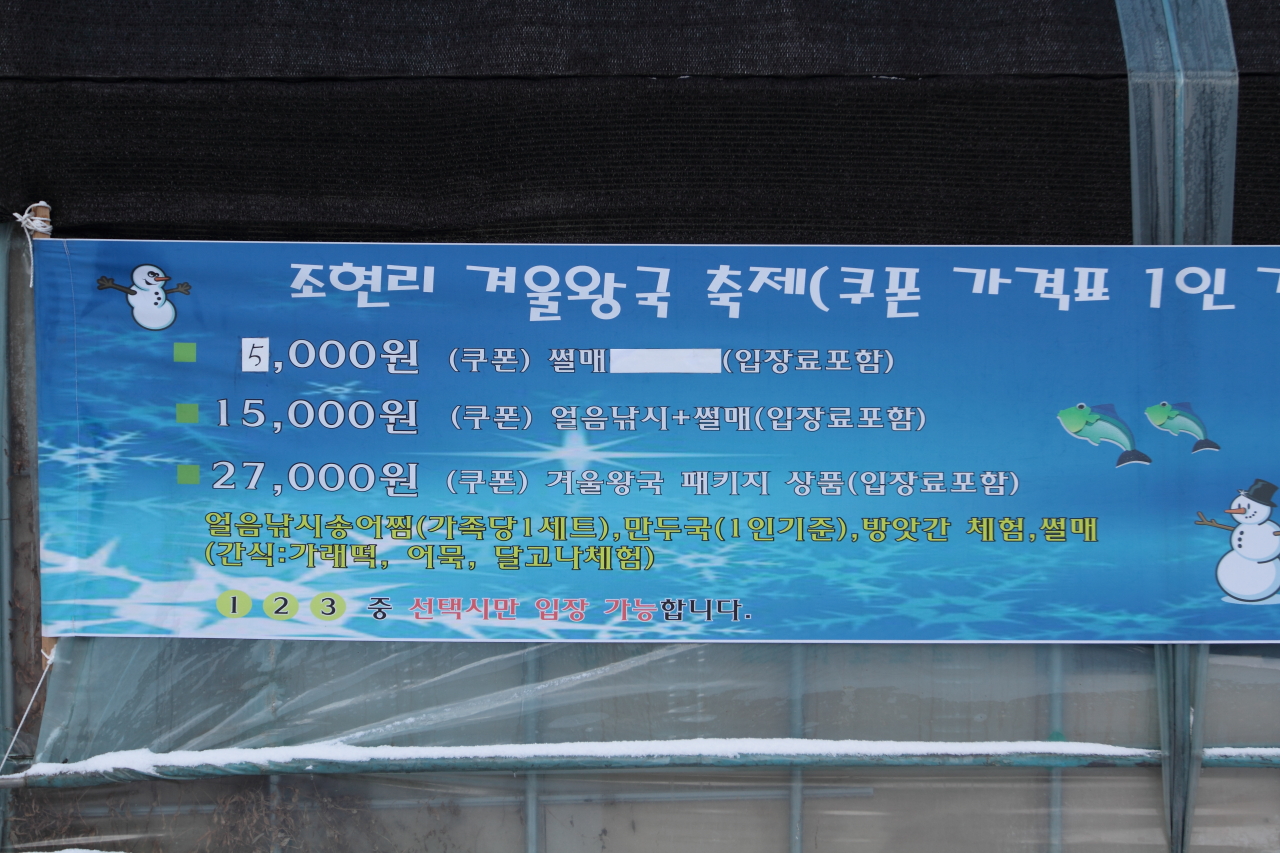 조현리 겨울왕국 축제(쿠폰 가격표 1인
5,000원 (쿠폰) 썰매 (입장료포함)
15,000원 (쿠폰) 얼음낚시+썰매(입장료포함)
27,000원 (쿠폰) 겨울왕국 패키지 상품(입장료포함)
얼음낚시송어찜(가족당1세트),만두국(1인기준),방앗간 체험,썰매
(간식:가래떡, 어묵, 달고나체험)
1 2 3 중 선택시만 입장 가능합니다.